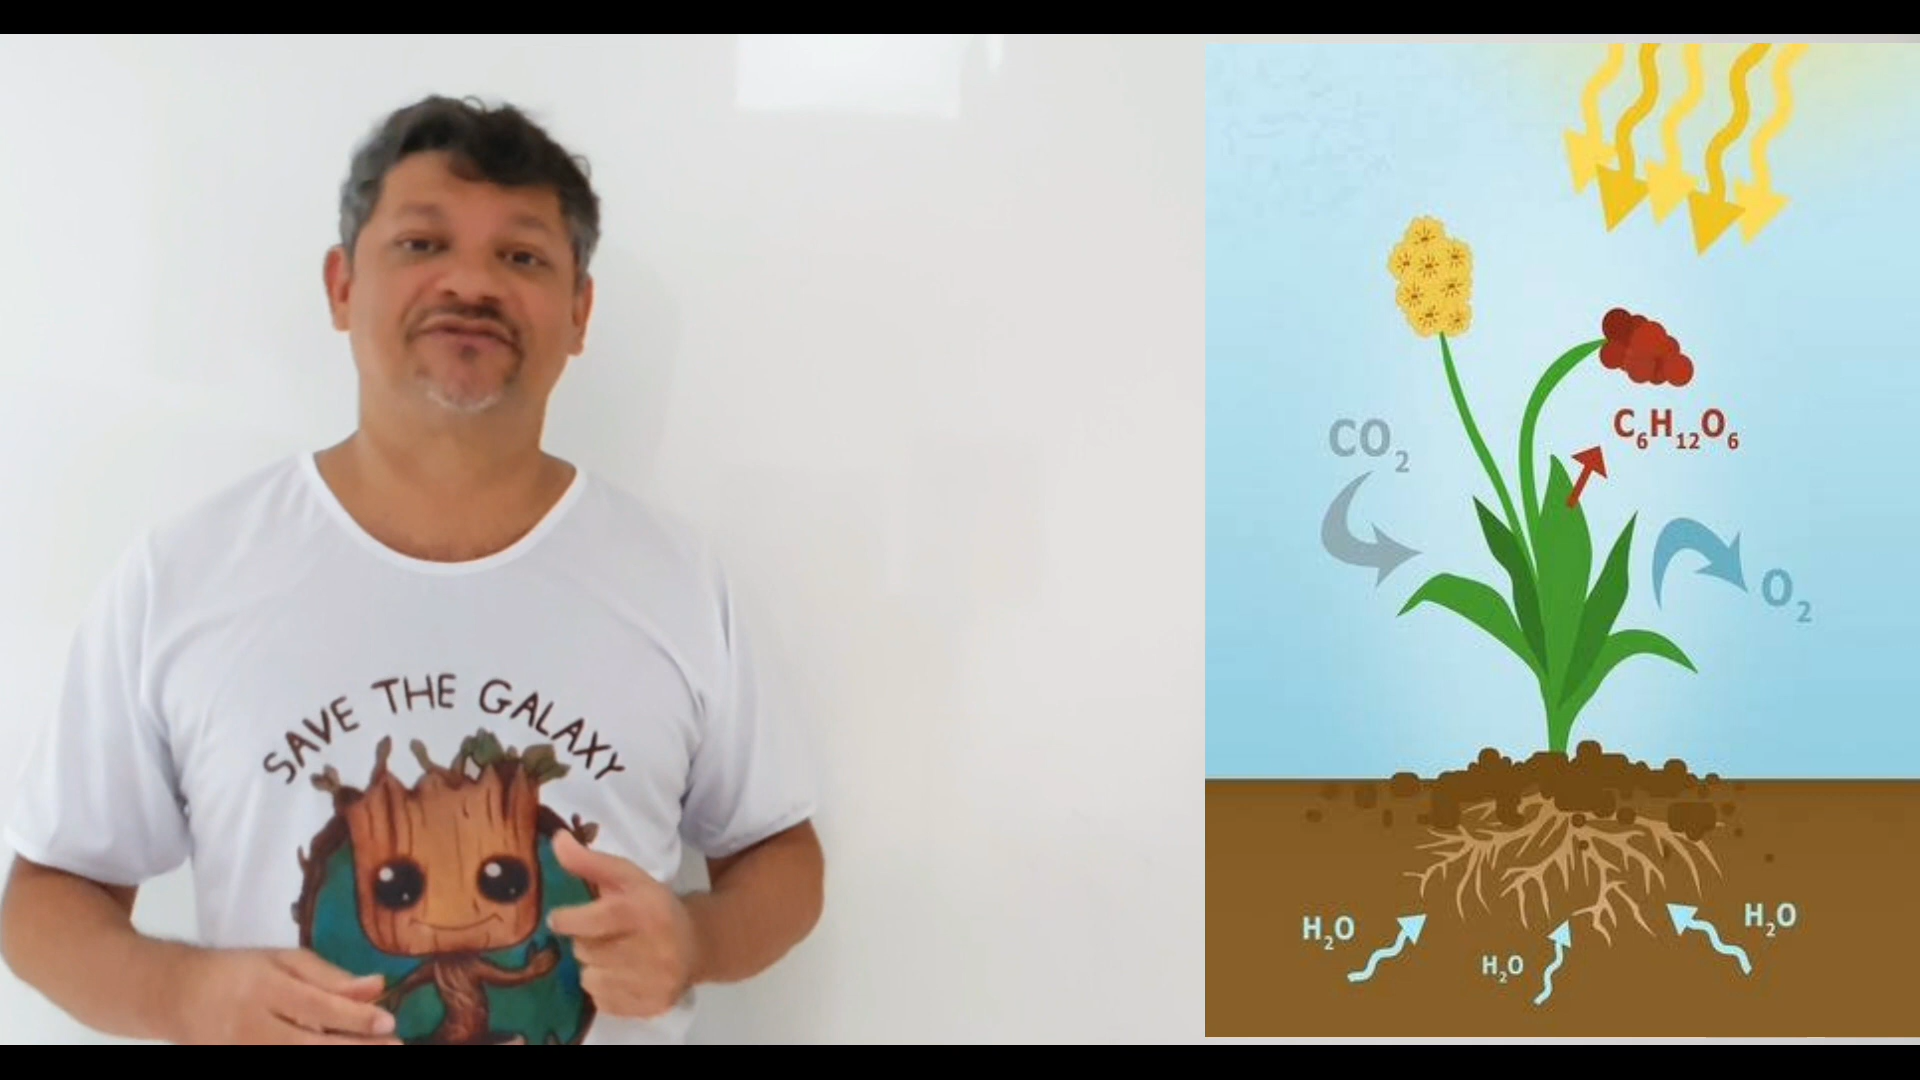 SAVE THE GALAXY
CO₂
C₆H₁₂O₆
O₂
H₂O
H₂O
H₂O